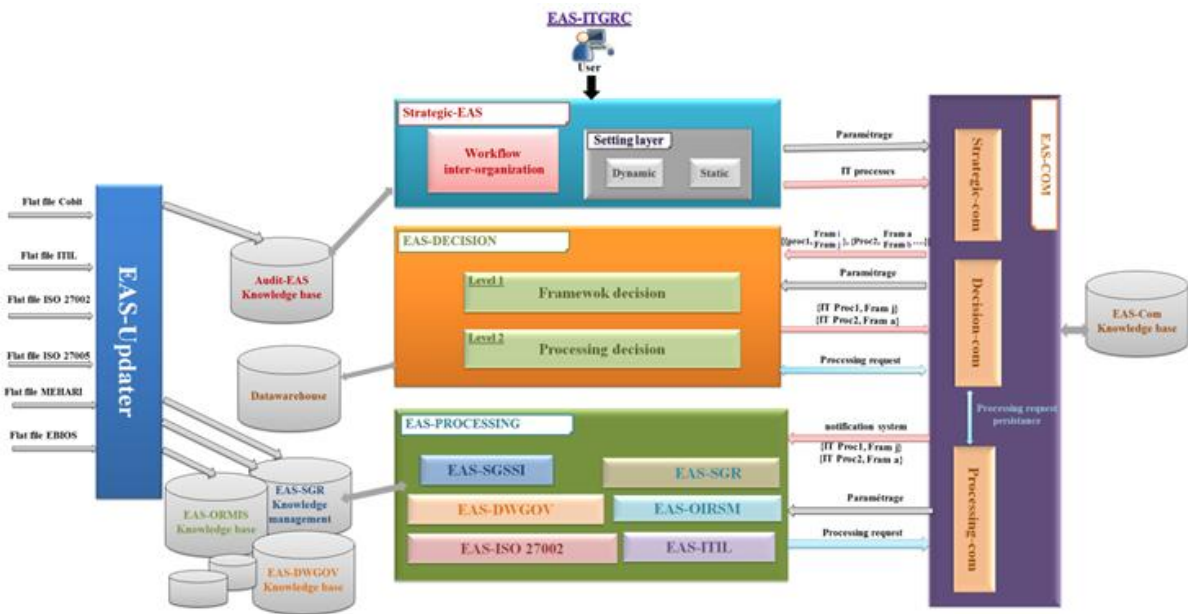 EAS-ITGRC
User
Strategic-EAS
Workflow
inter-organization
Setting layer
Dynamic
Static
Paramétrage
IT processes
EAS-COM
Strategic-com
Flat file Cobit
Flat file ITIL
Flat file ISO 27002
Flat file ISO 27005
Flat file MEHARI
Flat file EBIOS
EAS-Updater
Audit-EAS
Knowledge base
EAS-DECISION
Level 1
Framewok decision
Level 2
Processing decision
{(proc1, Fram i
Fram j), (Proc2, Fram a
Fram b ....)}
Paramétrage
{IT Proc1, Fram j}
{IT Proc2, Fram a}
Processing request
Decision-com
EAS-Com
Knowledge base
Datawarehouse
Processing request
persistance
EAS-PROCESSING
EAS-SGSSI
EAS-SGR
EAS-DWGOV
EAS-OIRSM
EAS-ISO 27002
EAS-ITIL
notification system
{IT Proc1, Fram j}
{IT Proc2, Fram a}
Paramétrage
Processing request
Processing-com
EAS-SGR
Knowledge
management
EAS-ORMIS
Knowledge base
EAS-DWGOV
Knowledge base